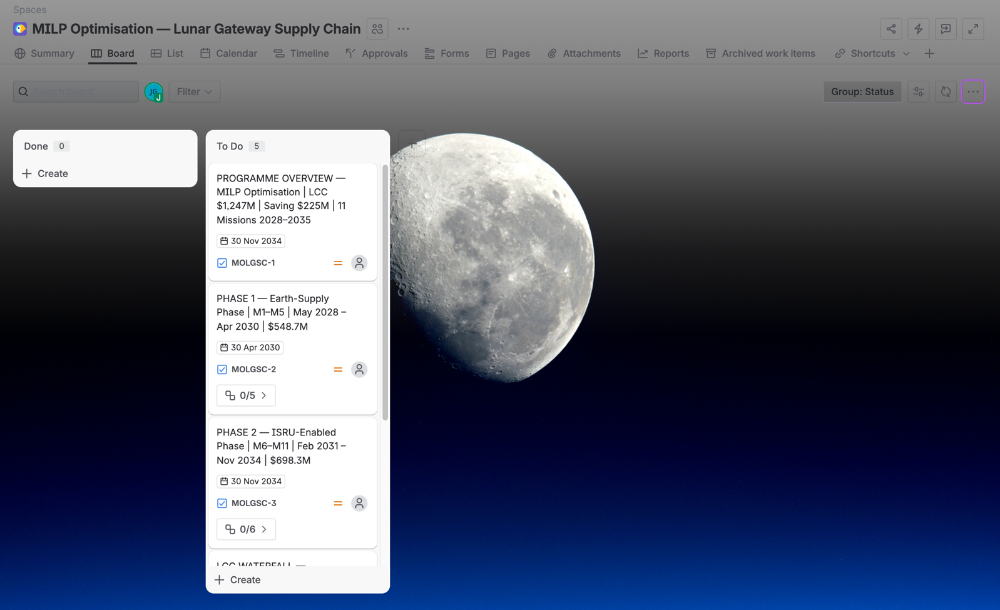 Spaces
MILP Optimisation — Lunar Gateway Supply Chain
Summary
Board
List
Calendar
Timeline
Approvals
Forms
Pages
Attachments
Reports
Archived work items
Shortcuts
Search board
JG
J
Filter
Group: Status
Done 0
Create
To Do 5
PROGRAMME OVERVIEW —
MILP Optimisation | LCC
$1,247M | Saving $225M | 11
Missions 2028–2035
30 Nov 2034
MOLGSC-1
PHASE 1 — Earth-Supply
Phase | M1–M5 | May 2028 –
Apr 2030 | $548.7M
30 Apr 2030
MOLGSC-2
0/5
PHASE 2 — ISRU-Enabled
Phase | M6–M11 | Feb 2031 –
Nov 2034 | $698.3M
30 Nov 2034
MOLGSC-3
0/6
LCC WATERFALL —
Create